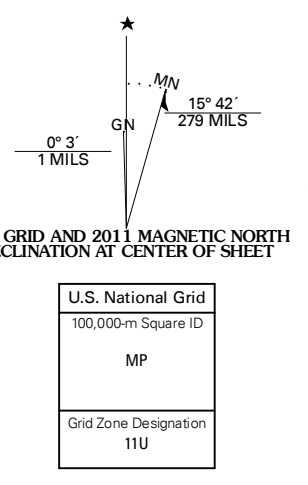 ★
MN
GN
15° 42´
279 MILS
0° 3´
1 MILS
GRID AND 2011 MAGNETIC NORTH
CLINATION AT CENTER OF SHEET
U.S. National Grid
100,000-m Square ID
MP
Grid Zone Designation
11U